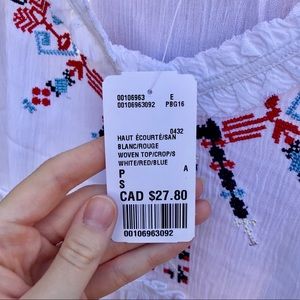 00106963 E
00106963092 PBG16
0432
HAUT ÉCOURTÉ/SAN
BLANC/ROUGE
WOVEN TOP/CROP/S
WHITE/RED/BLUE
P A
S
CAD $27.80
00106963092